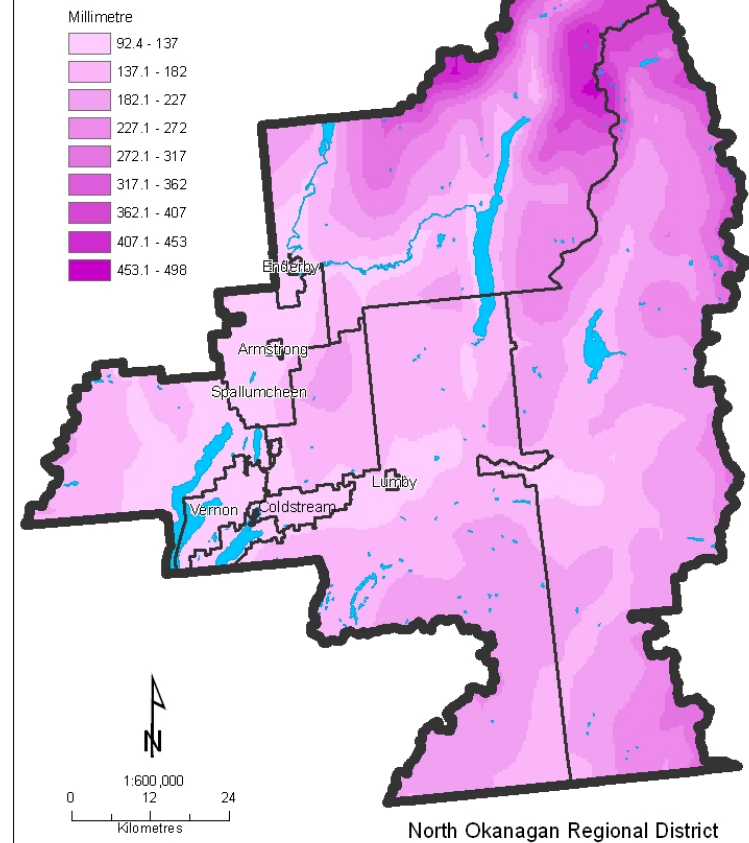 Millimetre
92.4 - 137
137.1 - 182
182.1 - 227
227.1 - 272
272.1 - 317
317.1 - 362
362.1 - 407
407.1 - 453
453.1 - 498
Enderby
Armstrong
Spallumcheen
Lumby
Vernon
Coldstream
N
1:600,000
0 12 24
Kilometres
North Okanagan Regional District